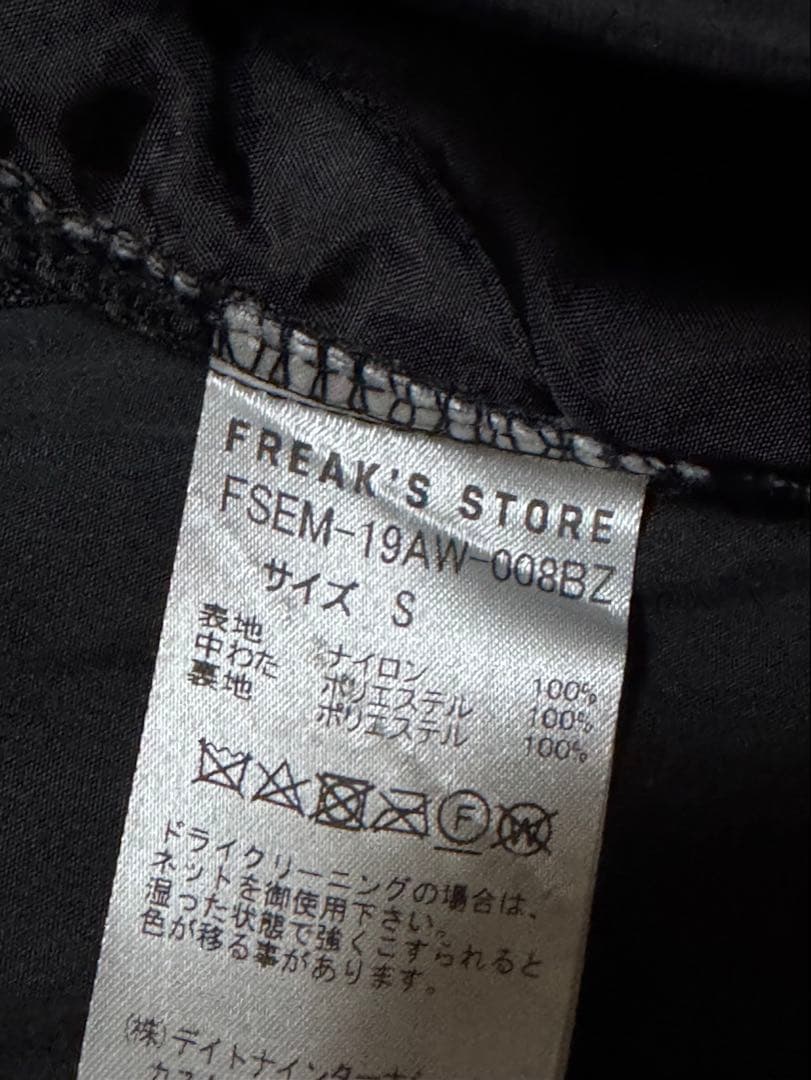 FREAK'S STORE
FSEM-19AW-008BZ
サイズ S
表地 ナイロン 100%
中わた ポリエステル 100%
裏地 ポリエステル 100%
F W
ドライクリーニングの場合は、
ネットを御使用下さい。
湿った状態で強くこすられると
色が移る事があります。
(株)デイトナインターナ